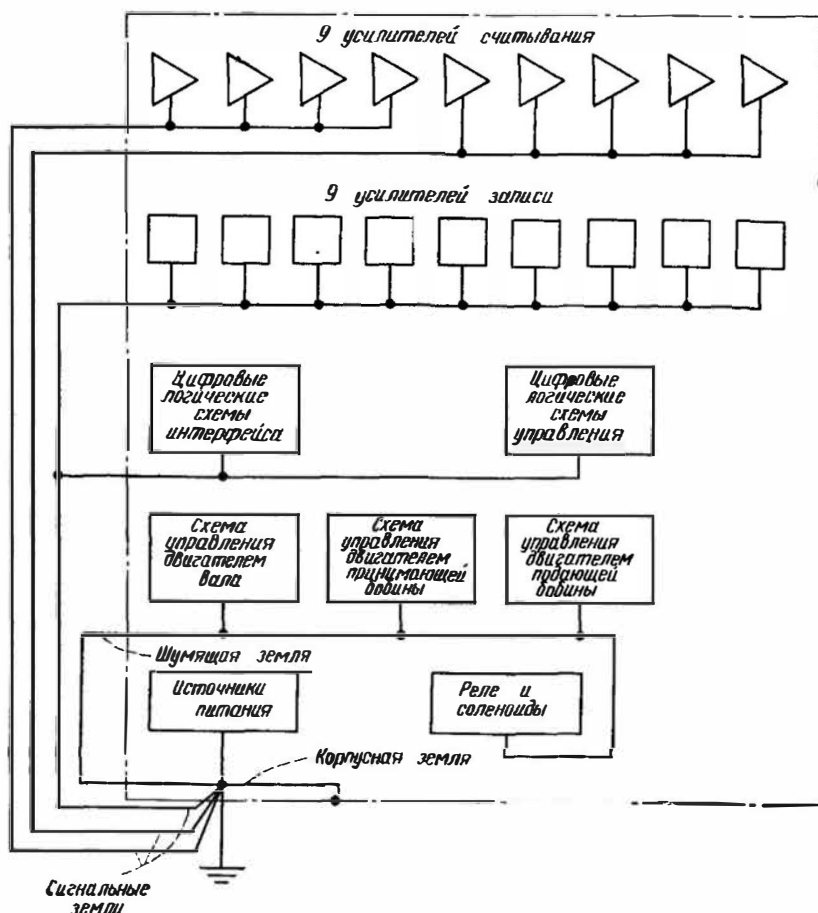 9 усилителей считывания
9 усилителей записи
Цифровые
логические
схемы
интерфейса
Цифровые
логические
схемы
управления
Схема
управления
двигателем
вала
Схема
управления
двигателем
принимающей
бобины
Схема
управления
двигателем
подающей
бобины
Шумящая земля
Источники
питания
Реле и
соленоиды
Корпусная земля
Сигнальные
земли